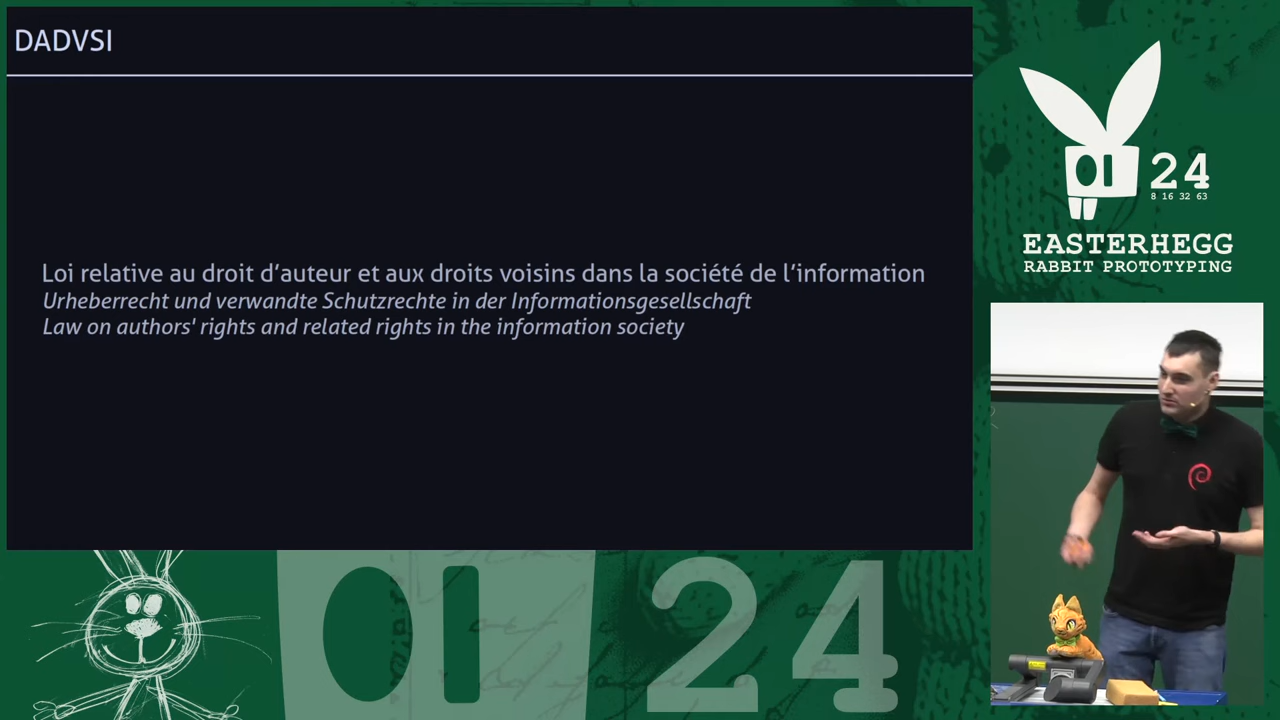 DADVSI
Loi relative au droit d'auteur et aux droits voisins dans la société de l'information
Urheberrecht und verwandte Schutzrechte in der Informationsgesellschaft
Law on authors' rights and related rights in the information society
01 24
8 16 32 63
EASTERHEGG
RABBIT PROTOTYPING
01 24